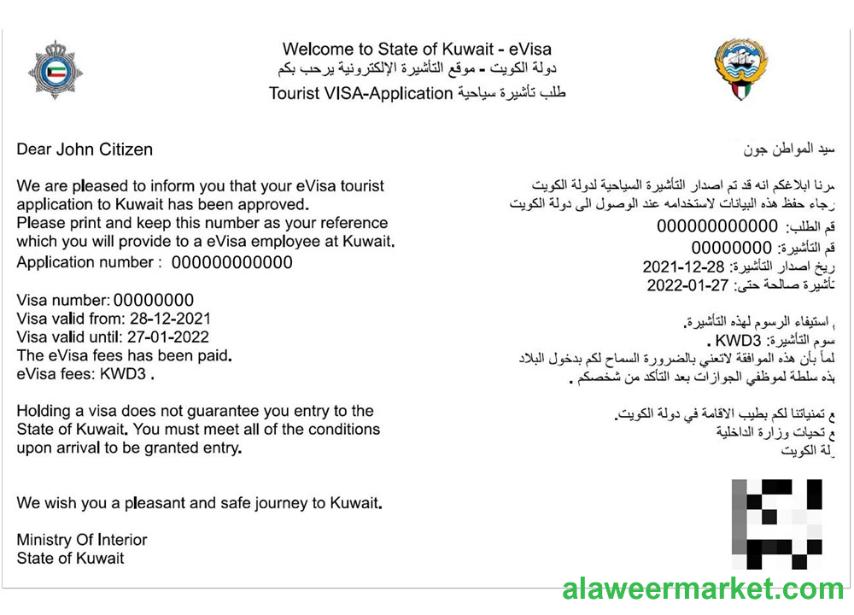 Welcome to State of Kuwait - eVisa
دولة الكويت - موقع التأشيرة الإلكترونية يرحب بكم
Tourist VISA-Application طلب تأشيرة سياحية
Dear John Citizen
We are pleased to inform you that your eVisa tourist
application to Kuwait has been approved.
Please print and keep this number as your reference
which you will provide to a eVisa employee at Kuwait.
Application number : 000000000000
Visa number: 00000000
Visa valid from: 28-12-2021
Visa valid until: 27-01-2022
The eVisa fees has been paid.
eVisa fees: KWD3 .
Holding a visa does not guarantee you entry to the
State of Kuwait. You must meet all of the conditions
upon arrival to be granted entry.
We wish you a pleasant and safe journey to Kuwait.
Ministry Of Interior
State of Kuwait
سيد المواطن جون
سرنا ابلاغكم انه قد تم اصدار التأشيرة السياحية لدولة الكويت
رجاء حفظ هذه البيانات لاستخدامه عند الوصول الى دولة الكويت
قم الطلب: 000000000000
قم التأشيرة: 00000000
ريخ اصدار التأشيرة: 28-12-2021
تأشيرة صالحة حتى: 27-01-2022
استيفاء الرسوم لهذه التأشيرة.
سوم التأشيرة: KWD3 .
لماً بأن هذه الموافقة لاتعني بالضرورة السماح لكم بدخول البلاد
سلطة لموظفي الجوازات بعد التأكد من شخصكم .
ع تمنياتنا لكم بطيب الاقامة في دولة الكويت.
ع تحيات وزارة الداخلية
لة الكويت
alaweermarket.com